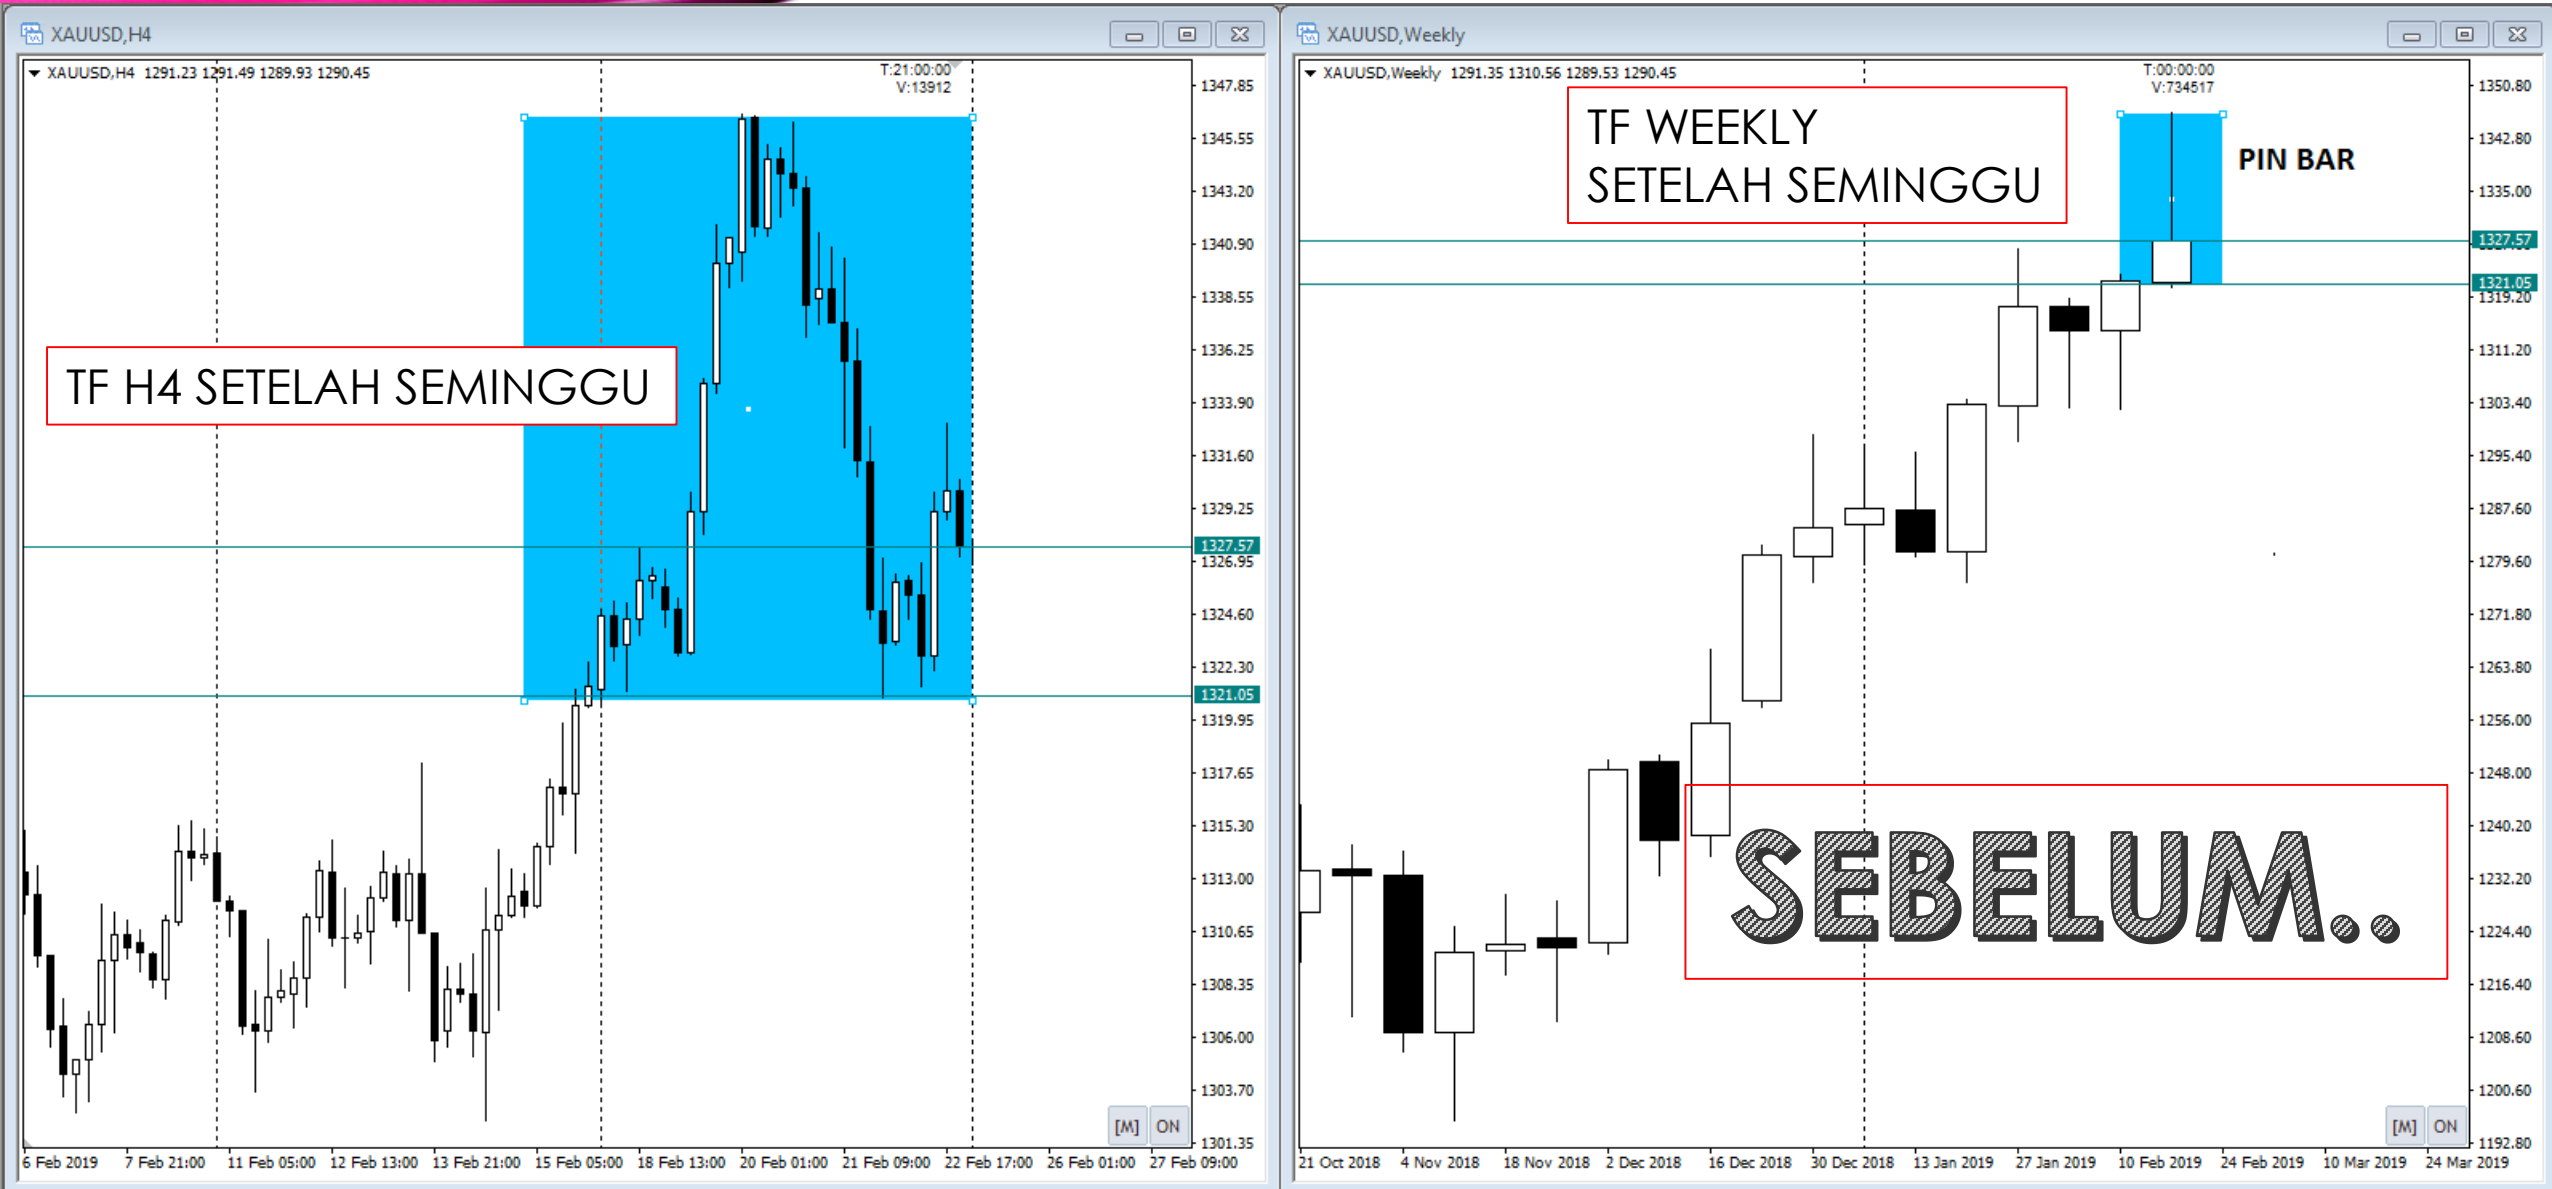 XAUUSD,H4
XAUUSD,H4 1291.23 1291.49 1289.93 1290.45
T:21:00:00
V:13912
TF H4 SETELAH SEMINGGU
1347.85
1345.55
1343.20
1340.90
1338.55
1336.25
1333.90
1331.60
1329.25
1327.57
1326.95
1324.60
1322.30
1321.05
1319.95
1317.65
1315.30
1313.00
1310.65
1308.35
1306.00
1303.70
1301.35
[M] ON
6 Feb 2019 7 Feb 21:00 11 Feb 05:00 12 Feb 13:00 13 Feb 21:00 15 Feb 05:00 18 Feb 13:00 20 Feb 01:00 21 Feb 09:00 22 Feb 17:00 26 Feb 01:00 27 Feb 09:00
XAUUSD,Weekly
XAUUSD,Weekly 1291.35 1310.56 1289.53 1290.45
T:00:00:00
V:734517
TF WEEKLY
SETELAH SEMINGGU
PIN BAR
SEBELUM..
1350.80
1342.80
1335.00
1327.57
1321.05
1319.20
1311.20
1303.40
1295.40
1287.60
1279.60
1271.80
1263.80
1256.00
1248.00
1240.20
1232.20
1224.40
1216.40
1208.60
1200.60
1192.80
[M] ON
21 Oct 2018 4 Nov 2018 18 Nov 2018 2 Dec 2018 16 Dec 2018 30 Dec 2018 13 Jan 2019 27 Jan 2019 10 Feb 2019 24 Feb 2019 10 Mar 2019 24 Mar 2019